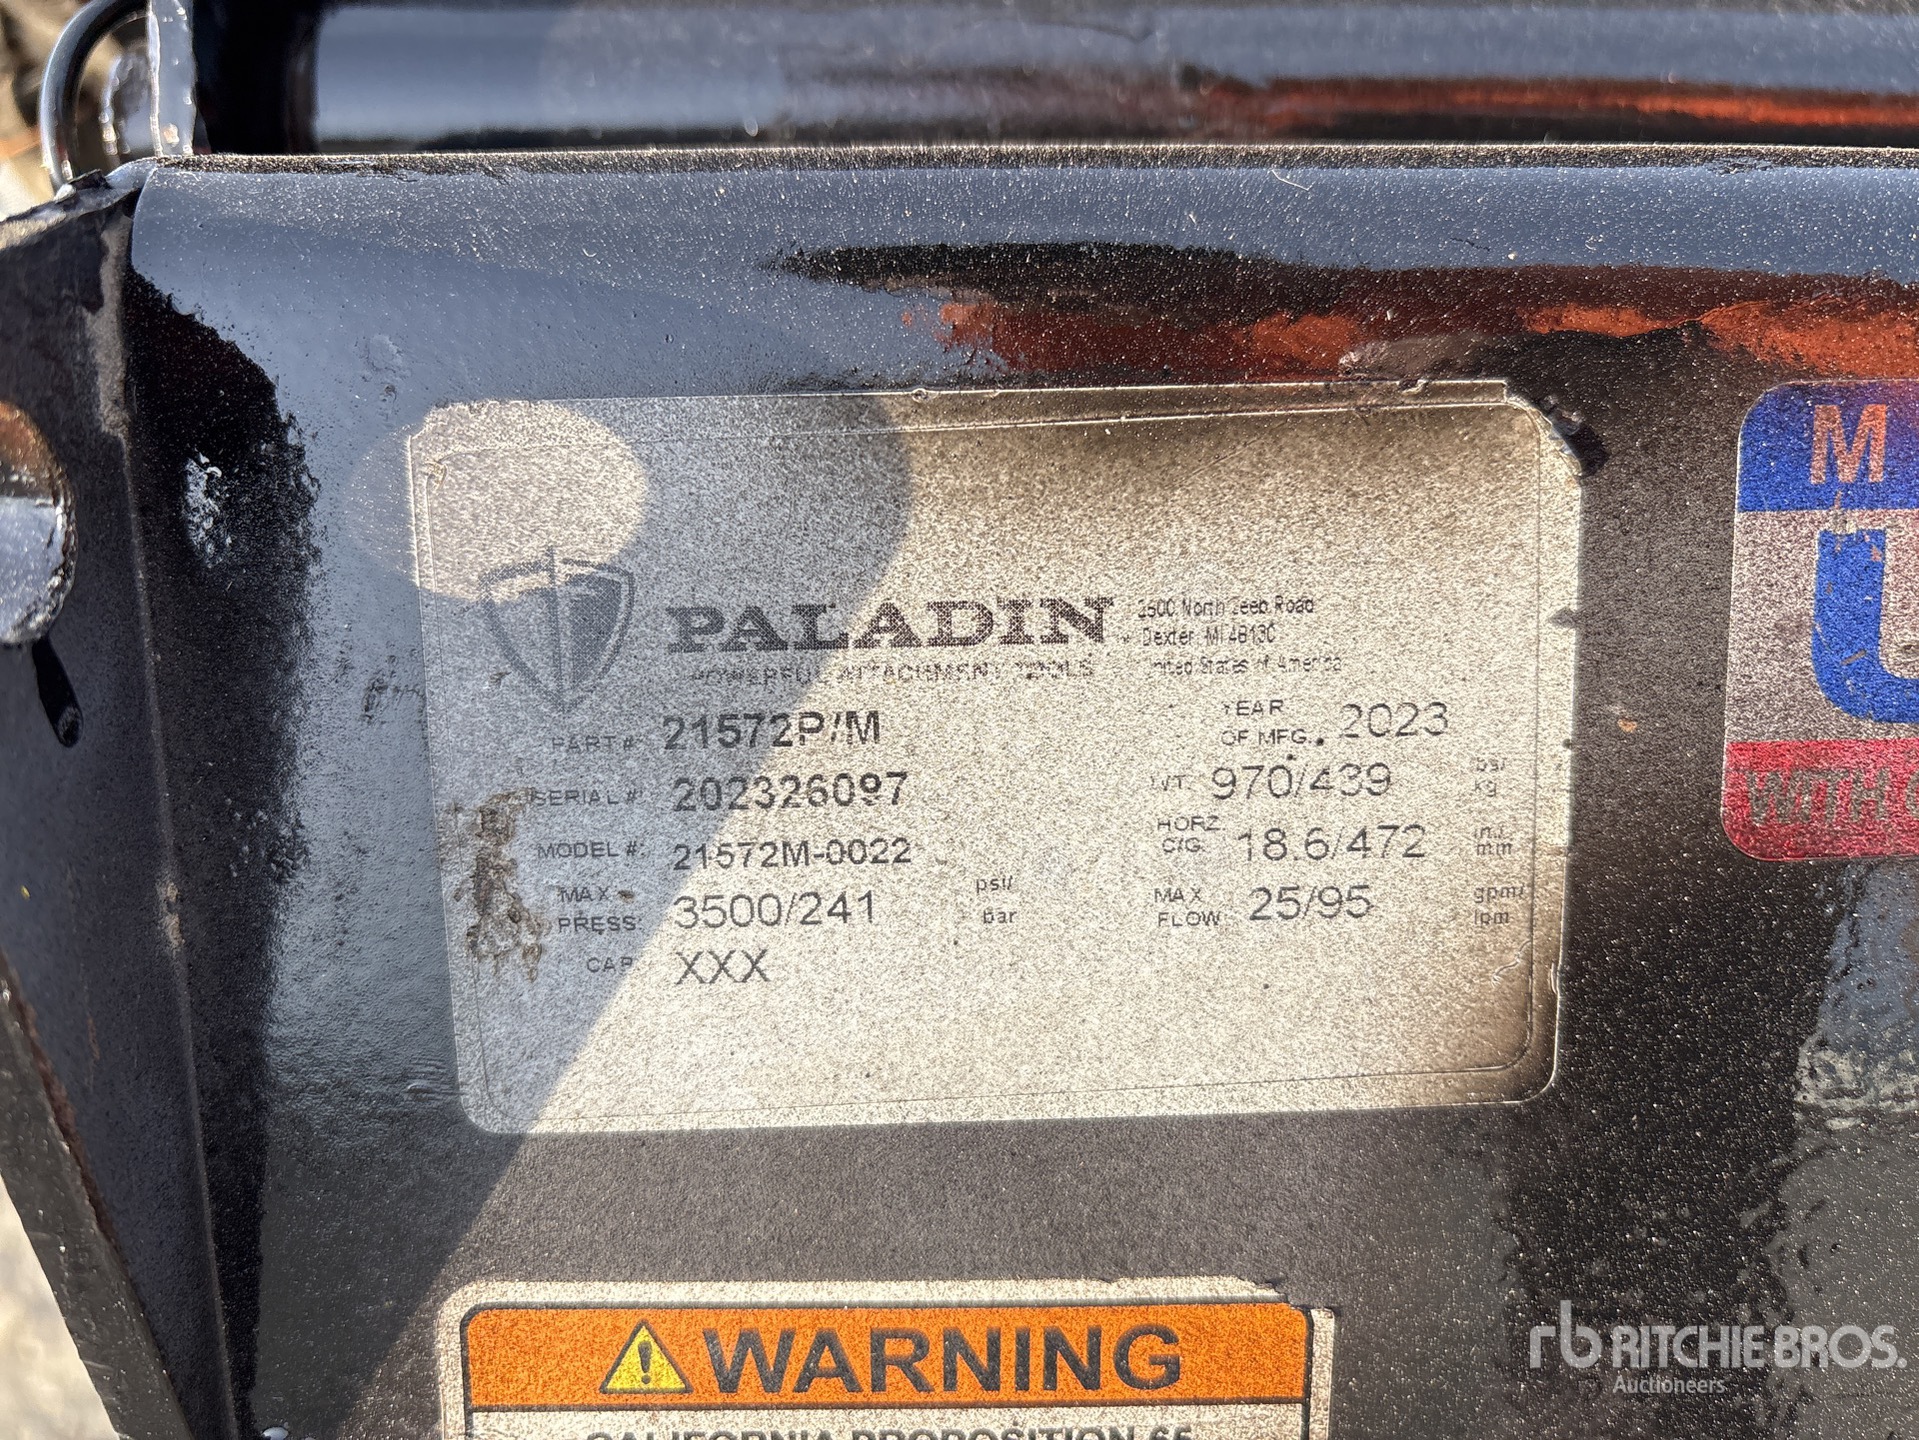 PALADIN
POWERFUL ATTACHMENT TOOLS
2800 North Zeeb Road
Dexter, MI 48130
United States of America
PART #: 21572P/M
YEAR OF MFG.: 2023
SERIAL #: 202326097
WT. 970/439 lbs/ kg
MODEL #: 21572M-0022
HORZ C/G. 18.6/472 in./ mm
MAX PRESS: 3500/241 psi/ bar
MAX FLOW 25/95 gpm/ lpm
CAP XXX
M
U
WITH
WARNING
CALIFORNIA PROPOSITION 65
rb RITCHIE BROS.
Auctioneers